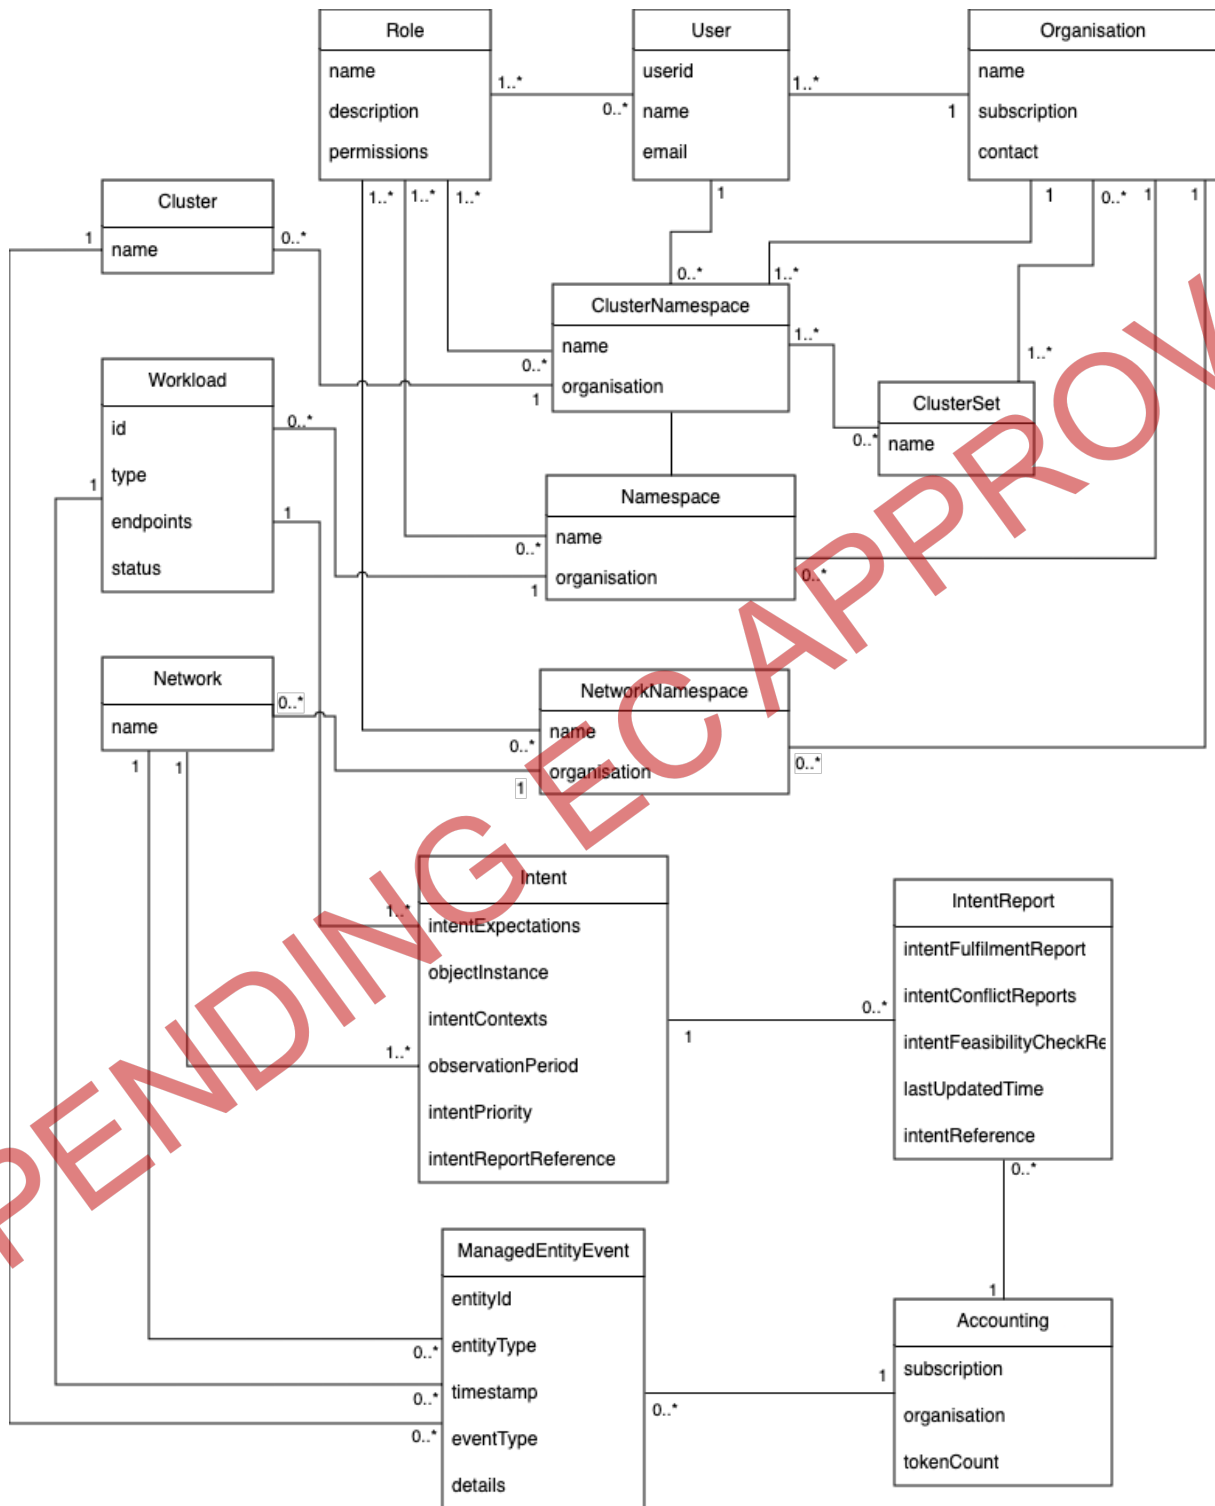 Role
name
description
permissions
1..*
0..*
User
userid
name
email
1..*
1
Organisation
name
subscription
contact
1..*
1..*
1..*
1
1
0..*
1
1
Cluster
name
1
0..*
0..*
1..*
ClusterNamespace
name
organisation
0..*
1
1..*
1..*
ClusterSet
name
0..*
Workload
id
type
endpoints
status
0..*
1
1
Namespace
name
organisation
0..*
1
0..*
Network
name
0..*
1
1
NetworkNamespace
name
organisation
0..*
1
0..*
Intent
intentExpectations
objectInstance
intentContexts
observationPeriod
intentPriority
intentReportReference
1..*
1..*
1
0..*
IntentReport
intentFulfilmentReport
intentConflictReports
intentFeasibilityCheckRe
lastUpdatedTime
intentReference
0..*
1
ManagedEntityEvent
entityId
entityType
timestamp
eventType
details
0..*
0..*
0..*
0..*
1
Accounting
subscription
organisation
tokenCount
PENDING EC APPROV